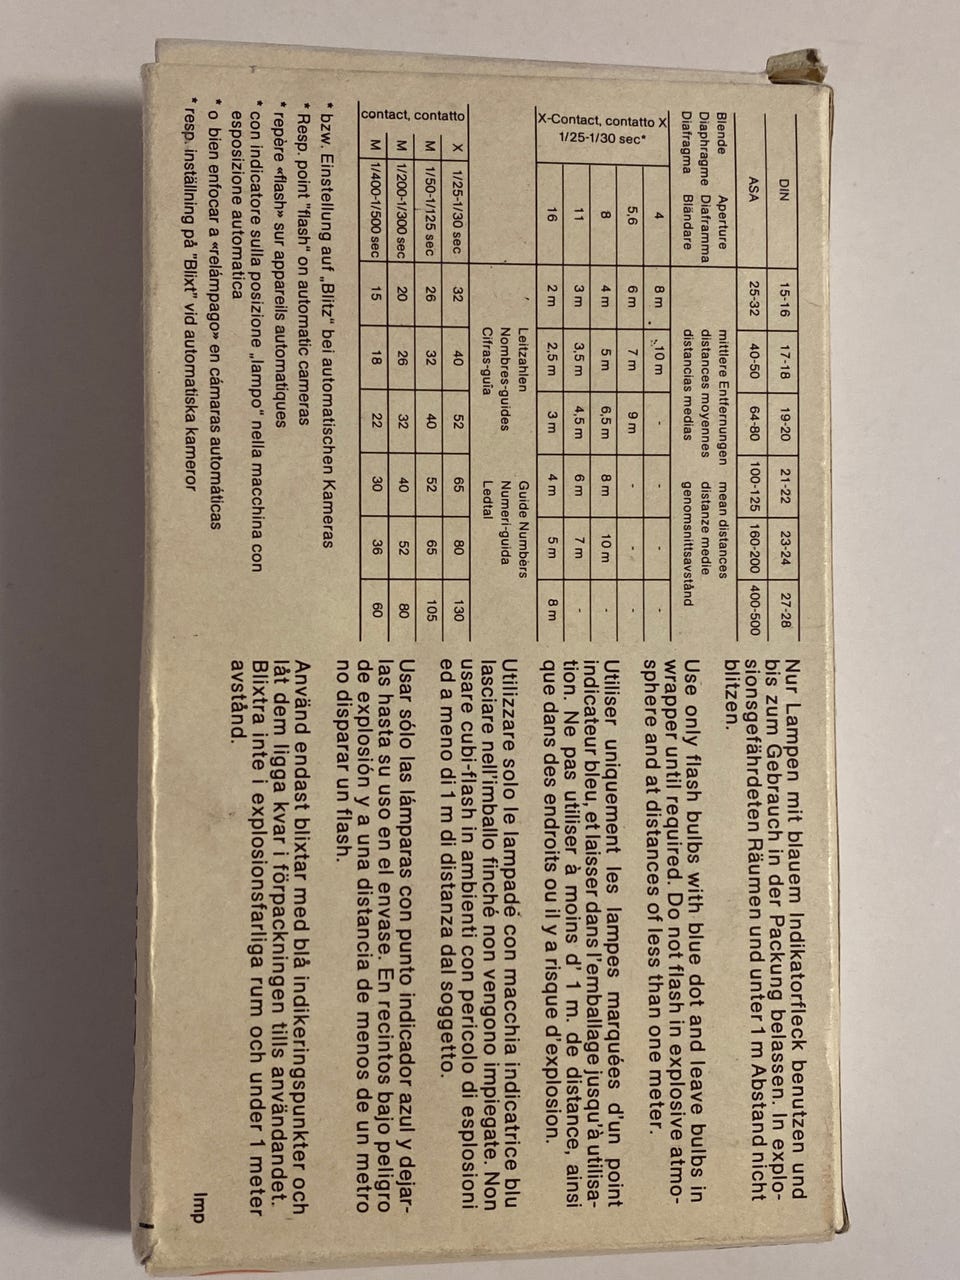 DIN 15-16 17-18 19-20 21-22 23-24 27-28
ASA 25-32 40-50 64-80 100-125 160-200 400-500
Blende Aperture mittlere Entfernungen mean distances
Diaphragme Diaframma distances moyennes distanze medie
Diafragma Bländare distancias medias genomsnittsavstånd
X-Contact, contatto X
1/25-1/30 sec*
4 8 m 10 m - - - -
5,6 6 m 7 m 9 m - - -
8 4 m 5 m 6,5 m 8 m 10 m -
11 3 m 3,5 m 4,5 m 6 m 7 m -
16 2 m 2,5 m 3 m 4 m 5 m 8 m
Leitzahlen Guide Numbèrs
Nombres-guides Numeri-guida
Cifras-guìa Ledtal
contact, contatto
X 1/25-1/30 sec 32 40 52 65 80 130
M 1/50-1/125 sec 26 32 40 52 65 105
M 1/200-1/300 sec 20 26 32 40 52 80
M 1/400-1/500 sec 15 18 22 30 36 60
* bzw. Einstellung auf „Blitz" bei automatischen Kameras
* Resp. point "flash" on automatic cameras
* repère «flash» sur appareils automatiques
* con indicatore sulla posizione „lampo" nella macchina con
esposizione automatica
* o bien enfocar a «relámpago» en cámaras automáticas
* resp. inställning på "Blixt" vid automatiska kameror
Nur Lampen mit blauem Indikatorfleck benutzen und
bis zum Gebrauch in der Packung belassen. In explo-
sionsgefährdeten Räumen und unter 1 m Abstand nicht
blitzen.
Use only flash bulbs with blue dot and leave bulbs in
wrapper until required. Do not flash in explosive atmo-
sphere and at distances of less than one meter.
Utiliser uniquement les lampes marquées d'un point
indicateur bleu, et laisser dans l'emballage jusqu'à utilisa-
tion. Ne pas utiliser à moins d' 1 m. de distance, ainsi
que dans des endroits ou il y a risque d'explosion.
Utilizzare solo le lampadé con macchia indicatrice blu
lasciare nell'imballo finché non vengono impiegate. Non
usare cubi-flash in ambienti con pericolo di esplosioni
ed a meno di 1 m di distanza dal soggetto.
Usar sólo las lámparas con punto indicador azul y dejar-
las hasta su uso en el envase. En recintos bajo peligro
de explosión y a una distancia de menos de un metro
no disparar un flash.
Använd endast blixtar med blå indikeringspunkter och
låt dem ligga kvar i förpackningen tills användandet.
Blixtra inte i explosionsfarliga rum och under 1 meter
avstånd.
Imp